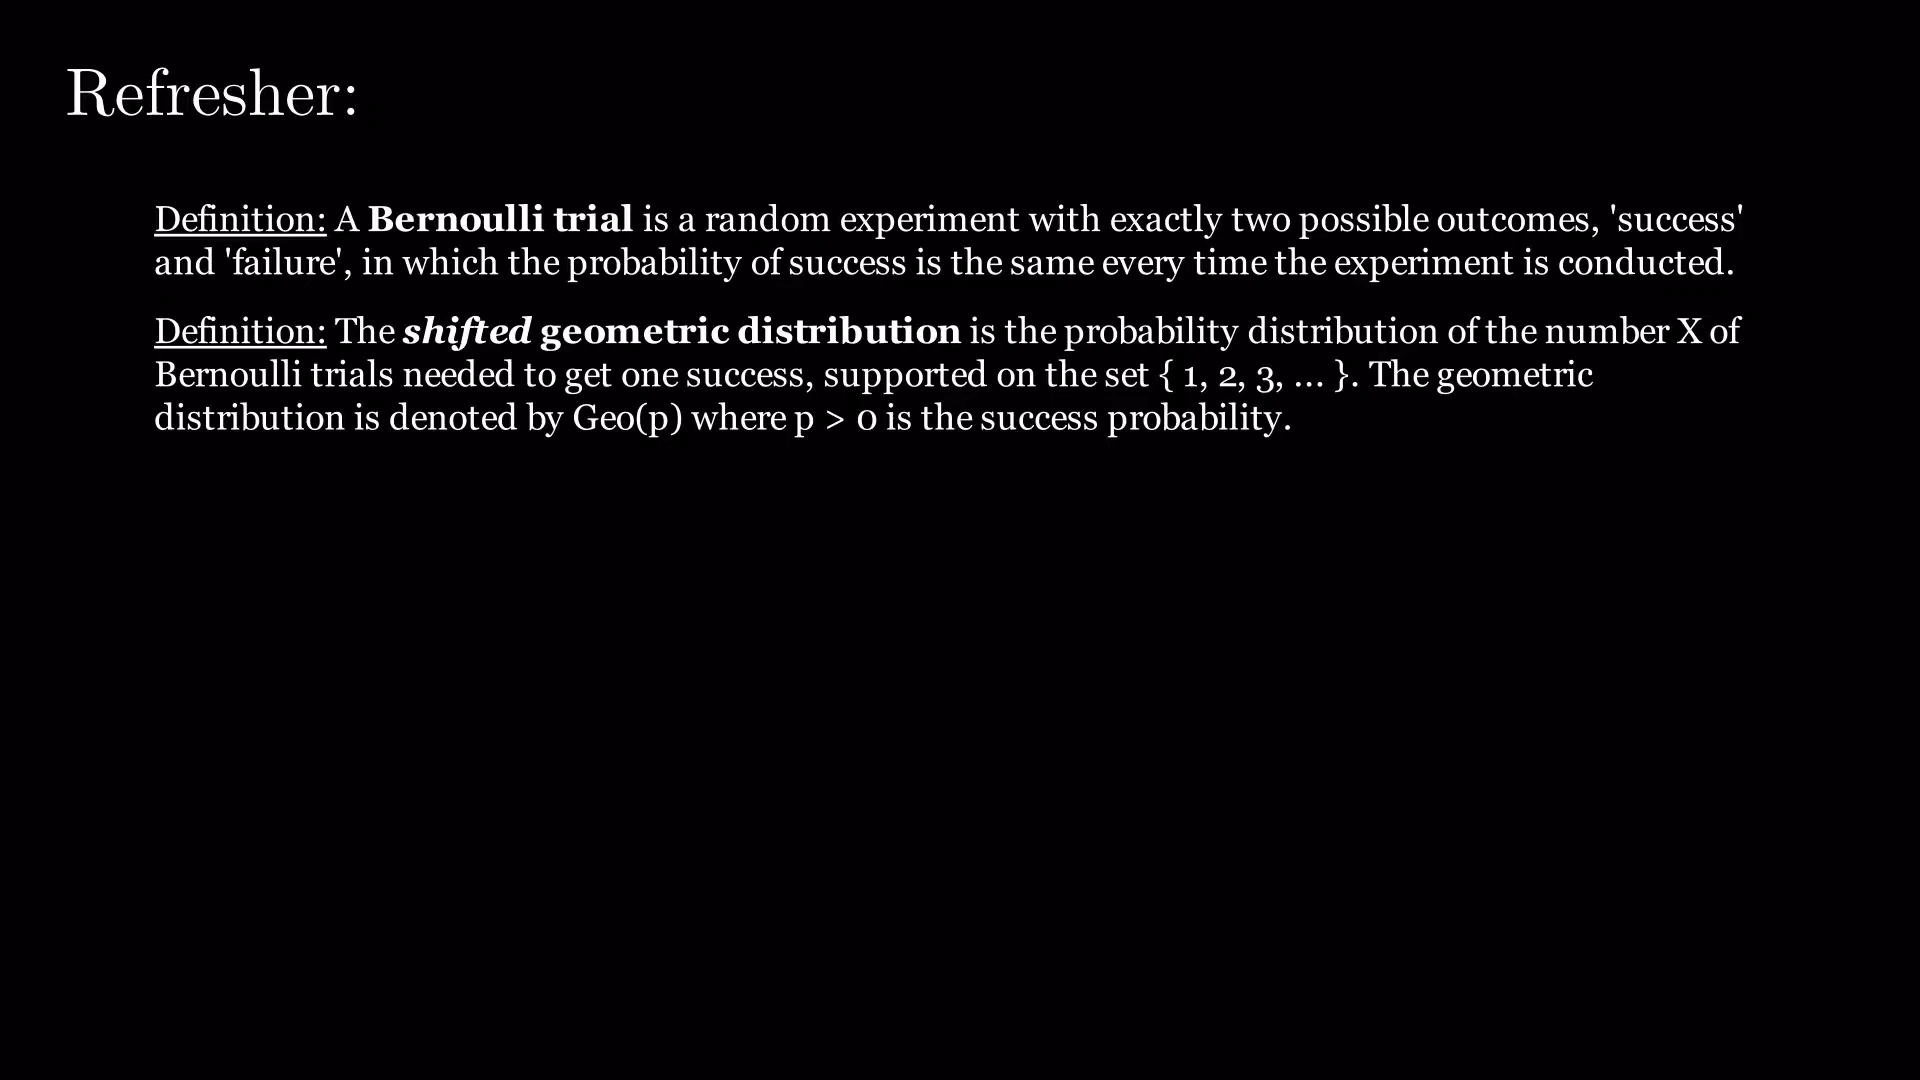 Refresher:
Definition: A Bernoulli trial is a random experiment with exactly two possible outcomes, 'success'
and 'failure', in which the probability of success is the same every time the experiment is conducted.
Definition: The shifted geometric distribution is the probability distribution of the number X of
Bernoulli trials needed to get one success, supported on the set { 1, 2, 3, ... }. The geometric
distribution is denoted by Geo(p) where p > 0 is the success probability.